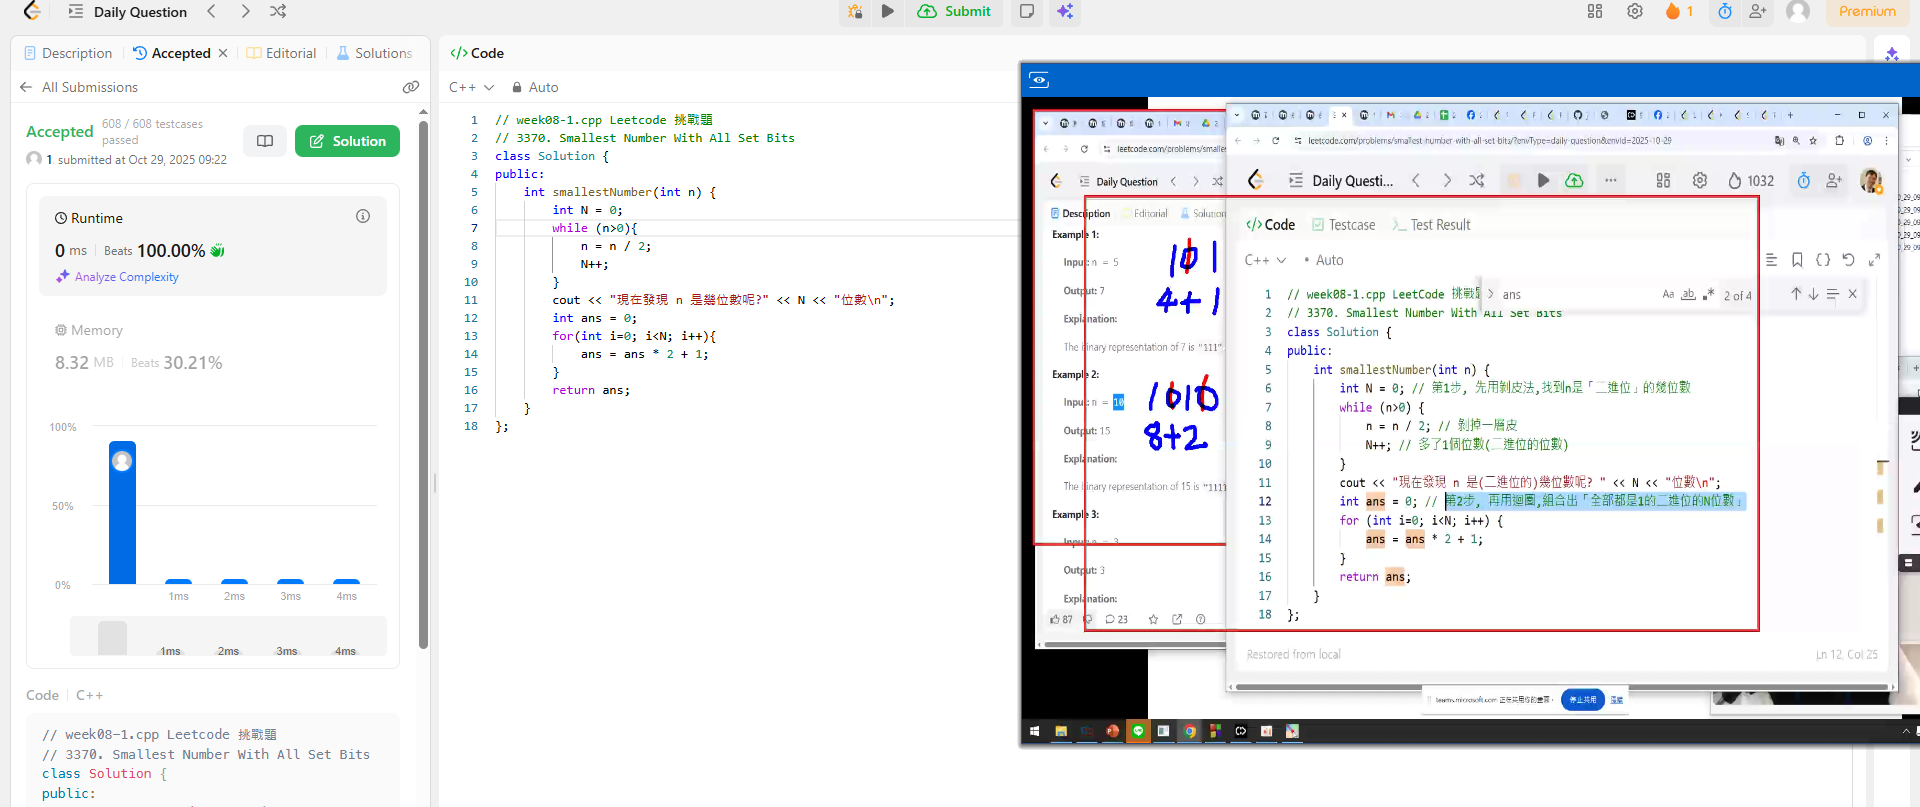 Daily Question
Submit
1
Premium
Description
Accepted
Editorial
Solutions
All Submissions
Accepted
608 / 608 testcases
passed
1 submitted at Oct 29, 2025 09:22
Solution
Runtime
0 ms
Beats 100.00%
Analyze Complexity
Memory
8.32 MB
Beats 30.21%
100%
50%
0%
1ms
2ms
3ms
4ms
1ms
2ms
3ms
4ms
Code
C++
// week08-1.cpp Leetcode 挑戰題
// 3370. Smallest Number With All Set Bits
class Solution {
public:
Code
C++
Auto
1 // week08-1.cpp Leetcode 挑戰題
2 // 3370. Smallest Number With All Set Bits
3 class Solution {
4 public:
5 int smallestNumber(int n) {
6 int N = 0;
7 while (n>0){
8 n = n / 2;
9 N++;
10 }
11 cout << "現在發現 n 是幾位數呢?" << N << "位數\n";
12 int ans = 0;
13 for(int i=0; i<N; i++){
14 ans = ans * 2 + 1;
15 }
16 return ans;
17 }
18 };
leetcode.com/problems/smalles
Daily Question
Description
Editorial
Solution
Example 1:
Input: n = 5
Output: 7
Explanation:
The binary representation of 7 is "111"
Example 2:
Input: n = 10
Output: 15
Explanation:
The binary representation of 15 is "1111
Example 3:
Input: n = 3
Output: 3
Explanation:
87
23
101
4+1
1010
8+2
leetcode.com/problems/smallest-number-with-all-set-bits/?envType=daily-question&envId=2025-10-29
Daily Questi...
1032
Code
Testcase
Test Result
C++
Auto
ans
Aa
ab
2 of 4
1 // week08-1.cpp LeetCode 挑戰
2 // 3370. Smallest Number With All Set Bits
3 class Solution {
4 public:
5 int smallestNumber(int n) {
6 int N = 0; // 第1步, 先用剝皮法,找到n是「二進位」的幾位數
7 while (n>0) {
8 n = n / 2; // 剝掉一層皮
9 N++; // 多了1個位數(二進位的位數)
10 }
11 cout << "現在發現 n 是(二進位的)幾位數呢? " << N << "位數\n";
12 int ans = 0; // 第2步, 再用迴圈,組合出「全部都是1的二進位的N位數」
13 for (int i=0; i<N; i++) {
14 ans = ans * 2 + 1;
15 }
16 return ans;
17 }
18 };
Restored from local
Ln 12, Col 25
teams.microsoft.com 正在共用你的畫面。
停止共用
隱藏